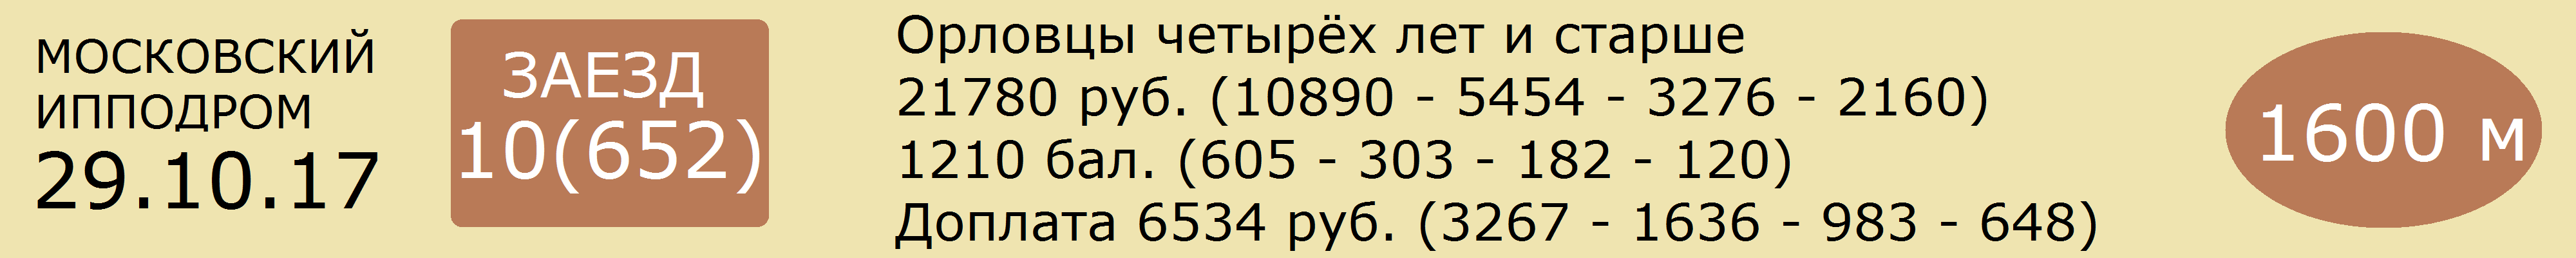 МОСКОВСКИЙ
ИППОДРОМ
29.10.17
ЗАЕЗД
10(652)
Орловцы четырёх лет и старше
21780 руб. (10890 - 5454 - 3276 - 2160)
1210 бал. (605 - 303 - 182 - 120)
Доплата 6534 руб. (3267 - 1636 - 983 - 648)
1600 м